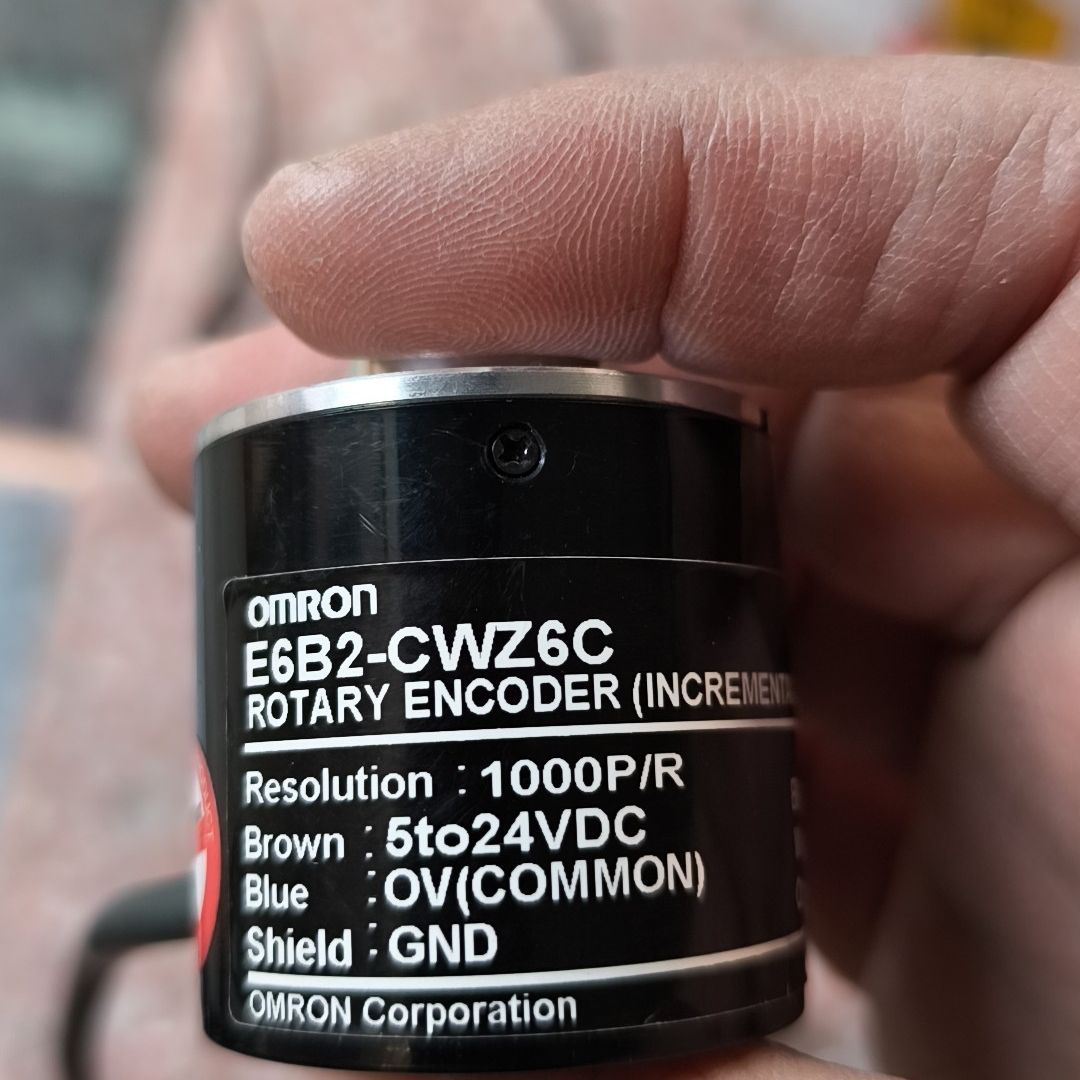 OMRON
E6B2-CWZ6C
ROTARY ENCODER (INCREMENTA
Resolution : 1000P/R
Brown : 5to24VDC
Blue : 0V(COMMON)
Shield : GND
OMRON Corporation